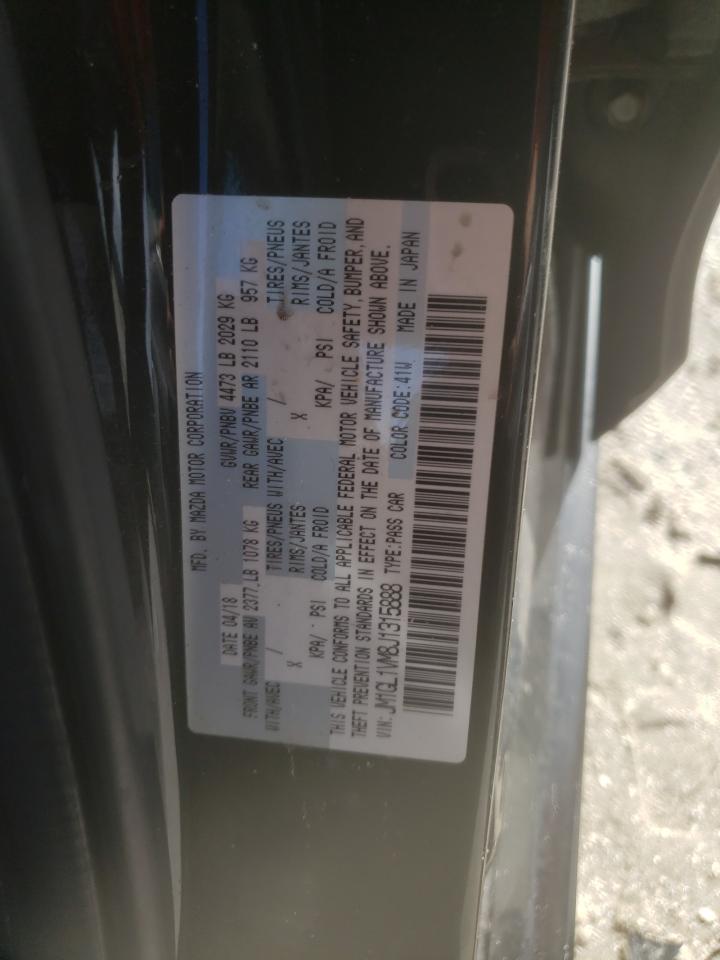 MFD. BY MAZDA MOTOR CORPORATION
DATE 04/18 GVWR/PNBV 4473 LB 2029 KG
FRONT GAWR/PNBE AV 2377 LB 1078 KG REAR GAWR/PNBE AR 2110 LB 957 KG
WITH/AVEC / TIRES/PNEUS WITH/AVEC / TIRES/PNEUS
X RIMS/JANTES X RIMS/JANTES
KPA/ PSI COLD/A FROID KPA/ PSI COLD/A FROID
THIS VEHICLE CONFORMS TO ALL APPLICABLE FEDERAL MOTOR VEHICLE SAFETY, BUMPER, AND
THEFT PREVENTION STANDARDS IN EFFECT ON THE DATE OF MANUFACTURE SHOWN ABOVE.
VIN: JM1GL1VM8J1315888 TYPE:PASS CAR COLOR CODE:41W MADE IN JAPAN